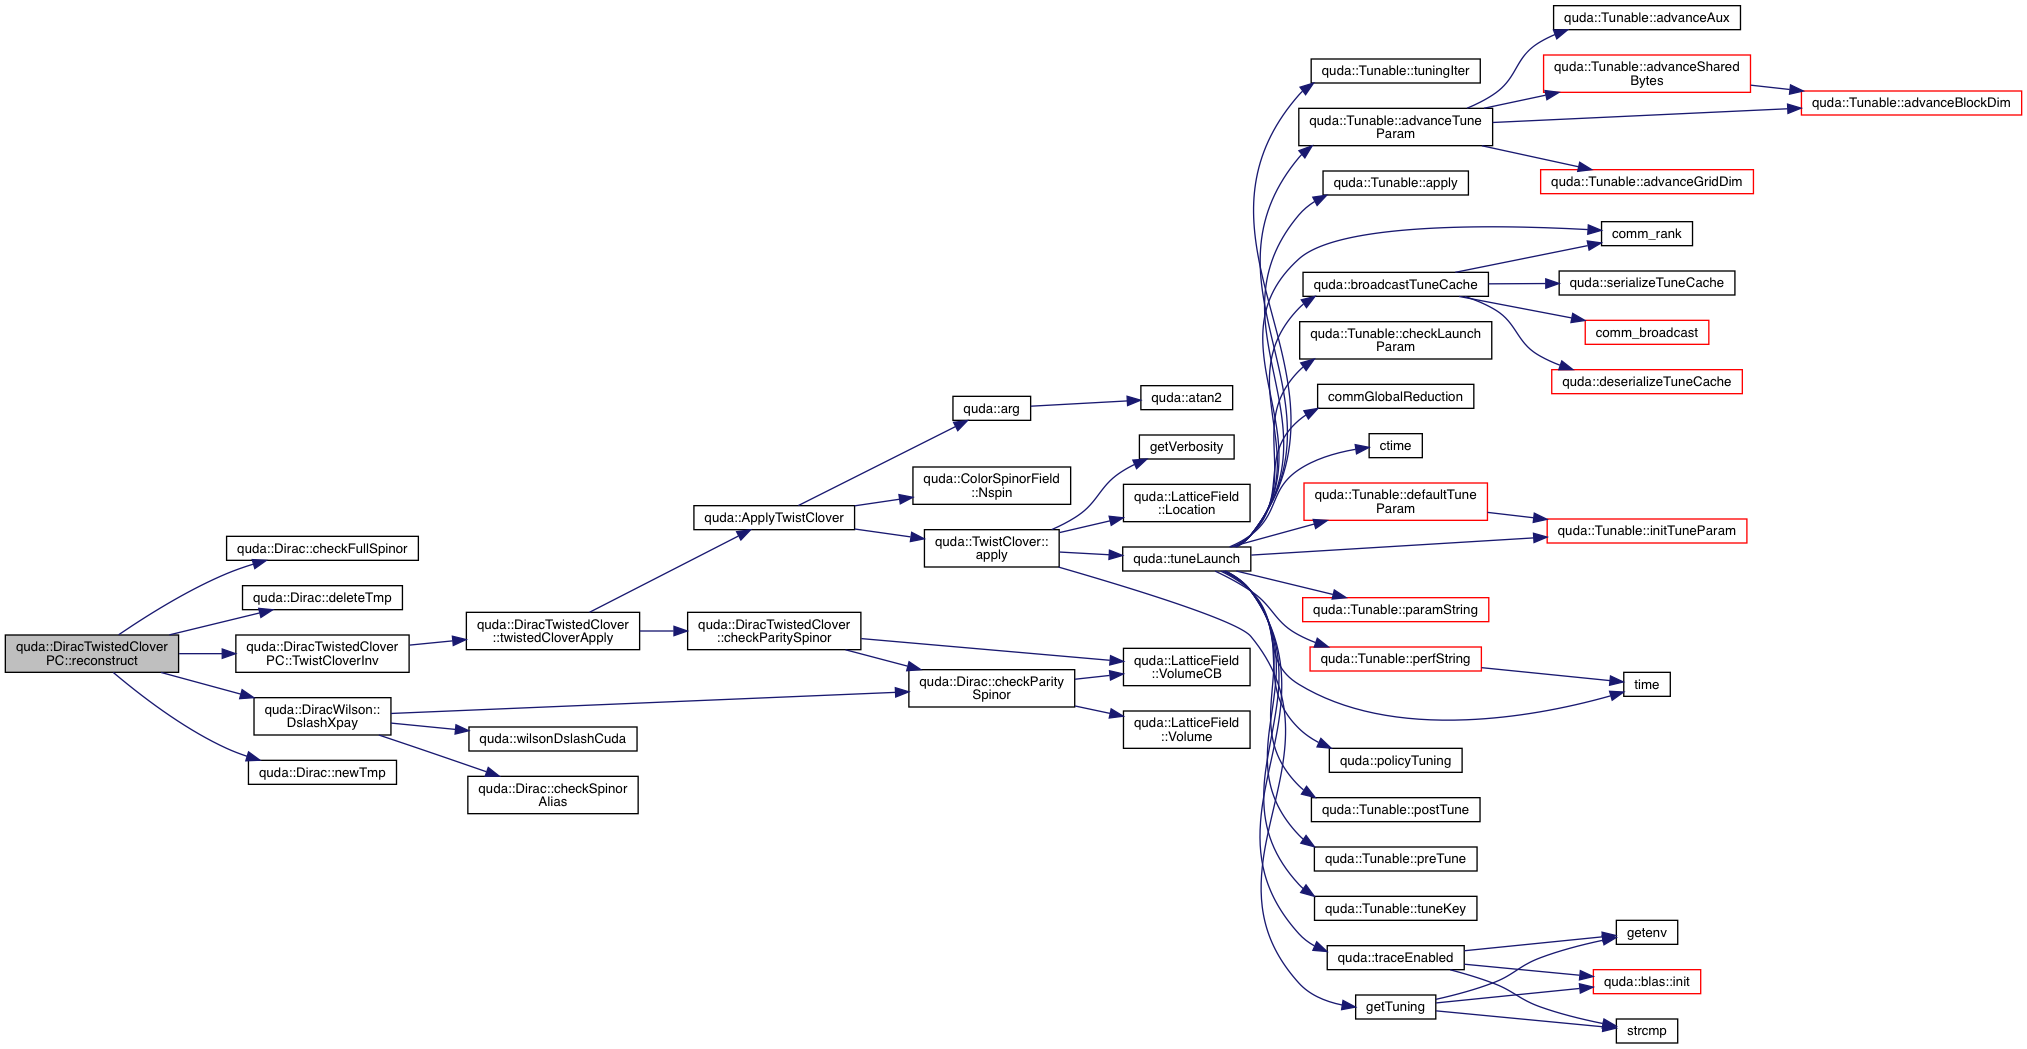 quda::DiracTwistedClover
PC::reconstruct
quda::Dirac::checkFullSpinor
quda::Dirac::deleteTmp
quda::DiracTwistedClover
PC::TwistCloverInv
quda::DiracWilson::
DslashXpay
quda::Dirac::newTmp
quda::DiracTwistedClover
::twistedCloverApply
quda::wilsonDslashCuda
quda::Dirac::checkSpinor
Alias
quda::ApplyTwistClover
quda::DiracTwistedClover
::checkParitySpinor
quda::arg
quda::ColorSpinorField
::Nspin
quda::TwistClover::
apply
quda::Dirac::checkParity
Spinor
quda::atan2
getVerbosity
quda::LatticeField
::Location
quda::tuneLaunch
quda::LatticeField
::VolumeCB
quda::LatticeField
::Volume
quda::Tunable::tuningIter
quda::Tunable::advanceTune
Param
quda::Tunable::apply
quda::broadcastTuneCache
quda::Tunable::checkLaunch
Param
commGlobalReduction
ctime
quda::Tunable::defaultTune
Param
quda::Tunable::paramString
quda::Tunable::perfString
quda::policyTuning
quda::Tunable::postTune
quda::Tunable::preTune
quda::Tunable::tuneKey
quda::traceEnabled
getTuning
quda::Tunable::advanceAux
quda::Tunable::advanceShared
Bytes
quda::Tunable::advanceGridDim
comm_rank
quda::serializeTuneCache
comm_broadcast
quda::deserializeTuneCache
quda::Tunable::initTuneParam
time
getenv
quda::blas::init
strcmp
quda::Tunable::advanceBlockDim